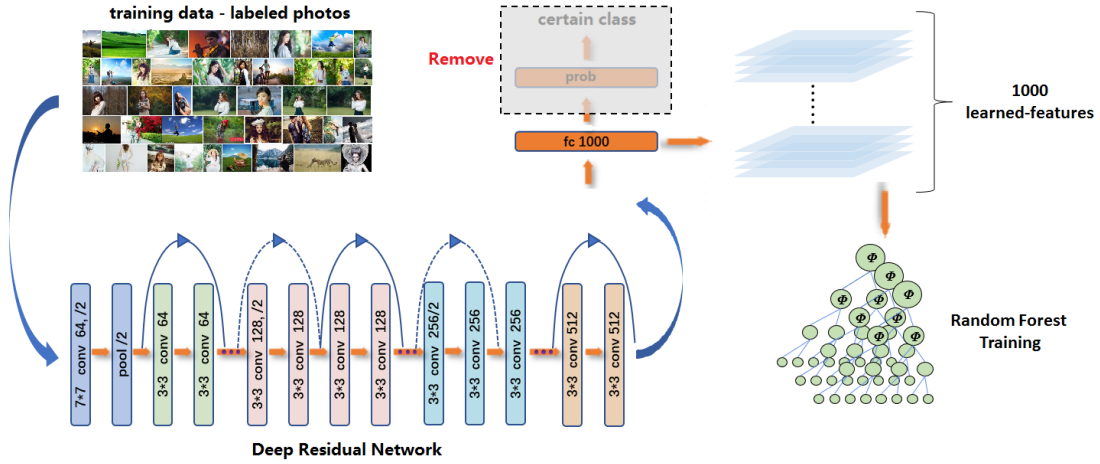 training data - labeled photos
certain class
Remove
prob
fc 1000
1000
learned-features
7*7 conv 64, /2
pool /2
3*3 conv 64
3*3 conv 64
3*3 conv 128, /2
3*3 conv 128
3*3 conv 128
3*3 conv 128
3*3 conv 256/2
3*3 conv 256
3*3 conv 256
3*3 conv 512
3*3 conv 512
Deep Residual Network
Φ
Φ
Φ
Φ
Φ
Φ
Φ
Φ
Φ
Random Forest
Training